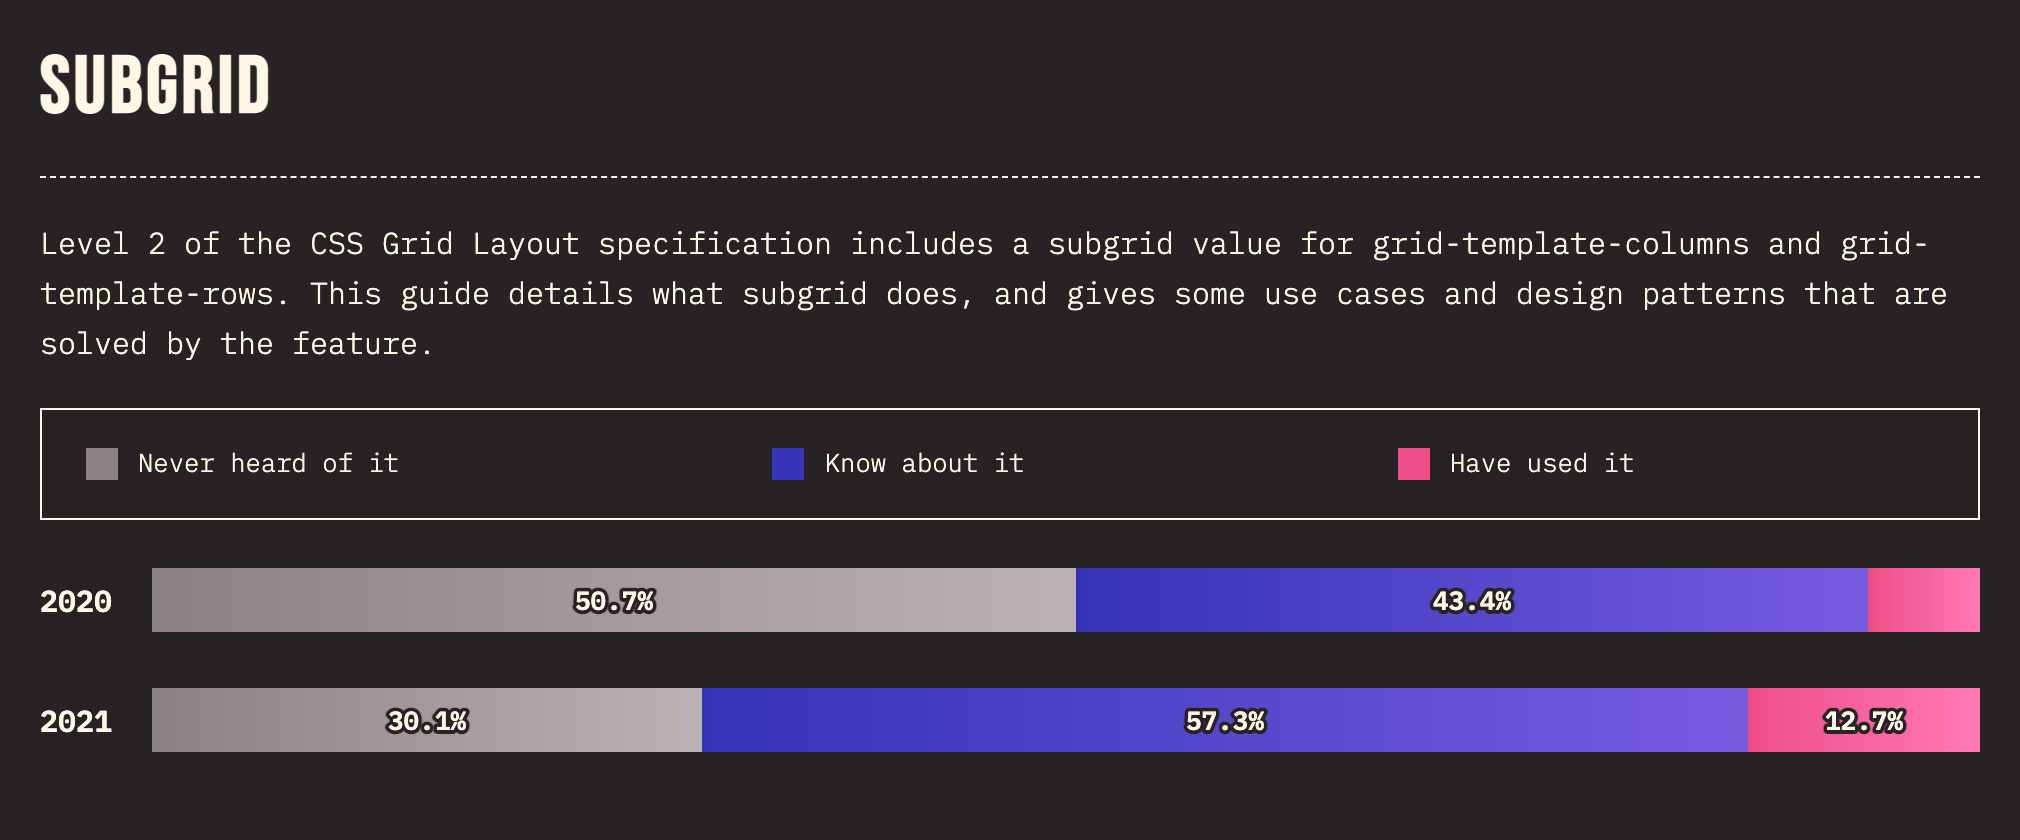 SUBGRID
Level 2 of the CSS Grid Layout specification includes a subgrid value for grid-template-columns and grid-
template-rows. This guide details what subgrid does, and gives some use cases and design patterns that are
solved by the feature.
Never heard of it Know about it Have used it
2020 50.7% 43.4%
2021 30.1% 57.3% 12.7%